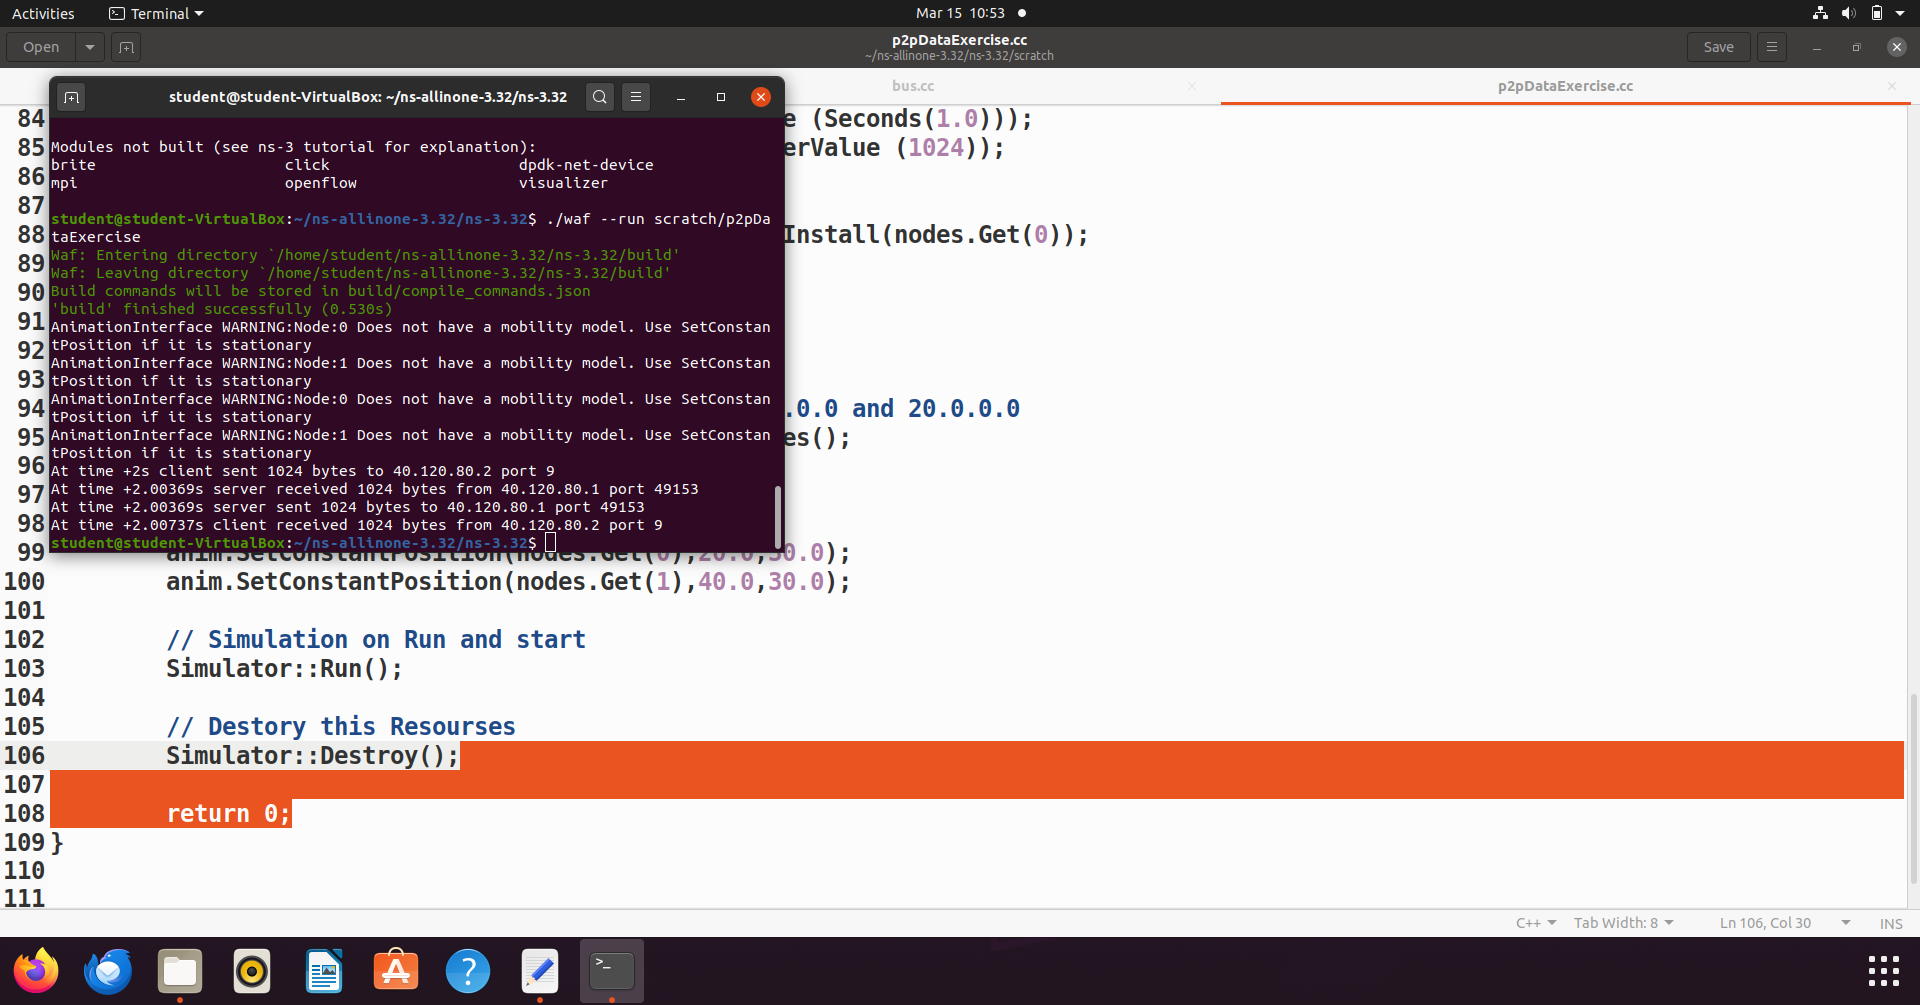 Activities
Terminal
Mar 15 10:53
Open
p2pDataExercise.cc
~/ns-allinone-3.32/ns-3.32/scratch
Save
bus.cc
p2pDataExercise.cc
student@student-VirtualBox: ~/ns-allinone-3.32/ns-3.32
Modules not built (see ns-3 tutorial for explanation):
brite click dpdk-net-device
mpi openflow visualizer
student@student-VirtualBox:~/ns-allinone-3.32/ns-3.32$ ./waf --run scratch/p2pDa
taExercise
Waf: Entering directory `/home/student/ns-allinone-3.32/ns-3.32/build'
Waf: Leaving directory `/home/student/ns-allinone-3.32/ns-3.32/build'
Build commands will be stored in build/compile_commands.json
'build' finished successfully (0.530s)
AnimationInterface WARNING:Node:0 Does not have a mobility model. Use SetConstan
tPosition if it is stationary
AnimationInterface WARNING:Node:1 Does not have a mobility model. Use SetConstan
tPosition if it is stationary
AnimationInterface WARNING:Node:0 Does not have a mobility model. Use SetConstan
tPosition if it is stationary
AnimationInterface WARNING:Node:1 Does not have a mobility model. Use SetConstan
tPosition if it is stationary
At time +2s client sent 1024 bytes to 40.120.80.2 port 9
At time +2.00369s server received 1024 bytes from 40.120.80.1 port 49153
At time +2.00369s server sent 1024 bytes to 40.120.80.1 port 49153
At time +2.00737s client received 1024 bytes from 40.120.80.2 port 9
student@student-VirtualBox:~/ns-allinone-3.32/ns-3.32$
84 e (Seconds(1.0)));
85 erValue (1024));
86
87
88 Install(nodes.Get(0));
89
90
91
92
93
94 .0.0 and 20.0.0.0
95 es();
96
97
98
99 anim.SetConstantPosition(nodes.Get(0),20.0,30.0);
100 anim.SetConstantPosition(nodes.Get(1),40.0,30.0);
101
102 // Simulation on Run and start
103 Simulator::Run();
104
105 // Destory this Resourses
106 Simulator::Destroy();
107
108 return 0;
109 }
110
111
C++
Tab Width: 8
Ln 106, Col 30
INS